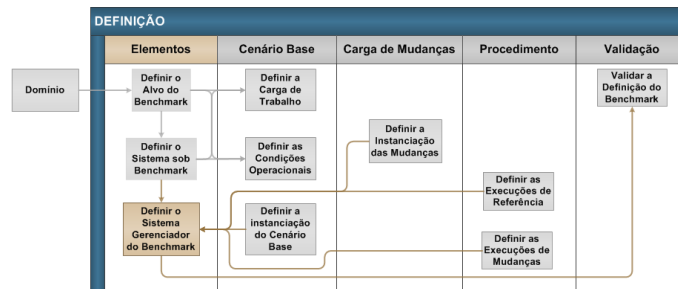 DEFINIÇÃO
Elementos
Cenário Base
Carga de Mudanças
Procedimento
Validação
Domínio
Definir o
Alvo do
Benchmark
Definir a
Carga de
Trabalho
Validar a
Definição do
Benchmark
Definir o
Sistema sob
Benchmark
Definir as
Condições
Operacionais
Definir a
Instanciação
das Mudanças
Definir as
Execuções de
Referência
Definir o
Sistema
Gerenciador
do Benchmark
Definir a
instanciação
do Cenário
Base
Definir as
Execuções de
Mudanças